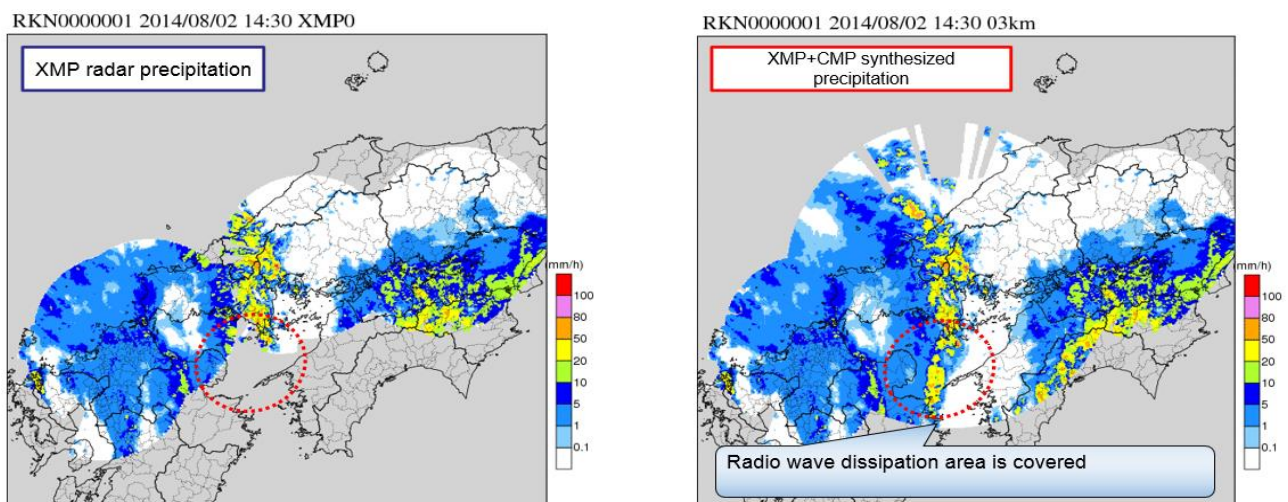 RKN0000001 2014/08/02 14:30 XMP0
XMP radar precipitation
(mm/h)
100
80
50
20
10
5
1
0.1
RKN0000001 2014/08/02 14:30 03km
XMP+CMP synthesized
precipitation
(mm/h)
100
80
50
20
10
5
1
0.1
Radio wave dissipation area is covered